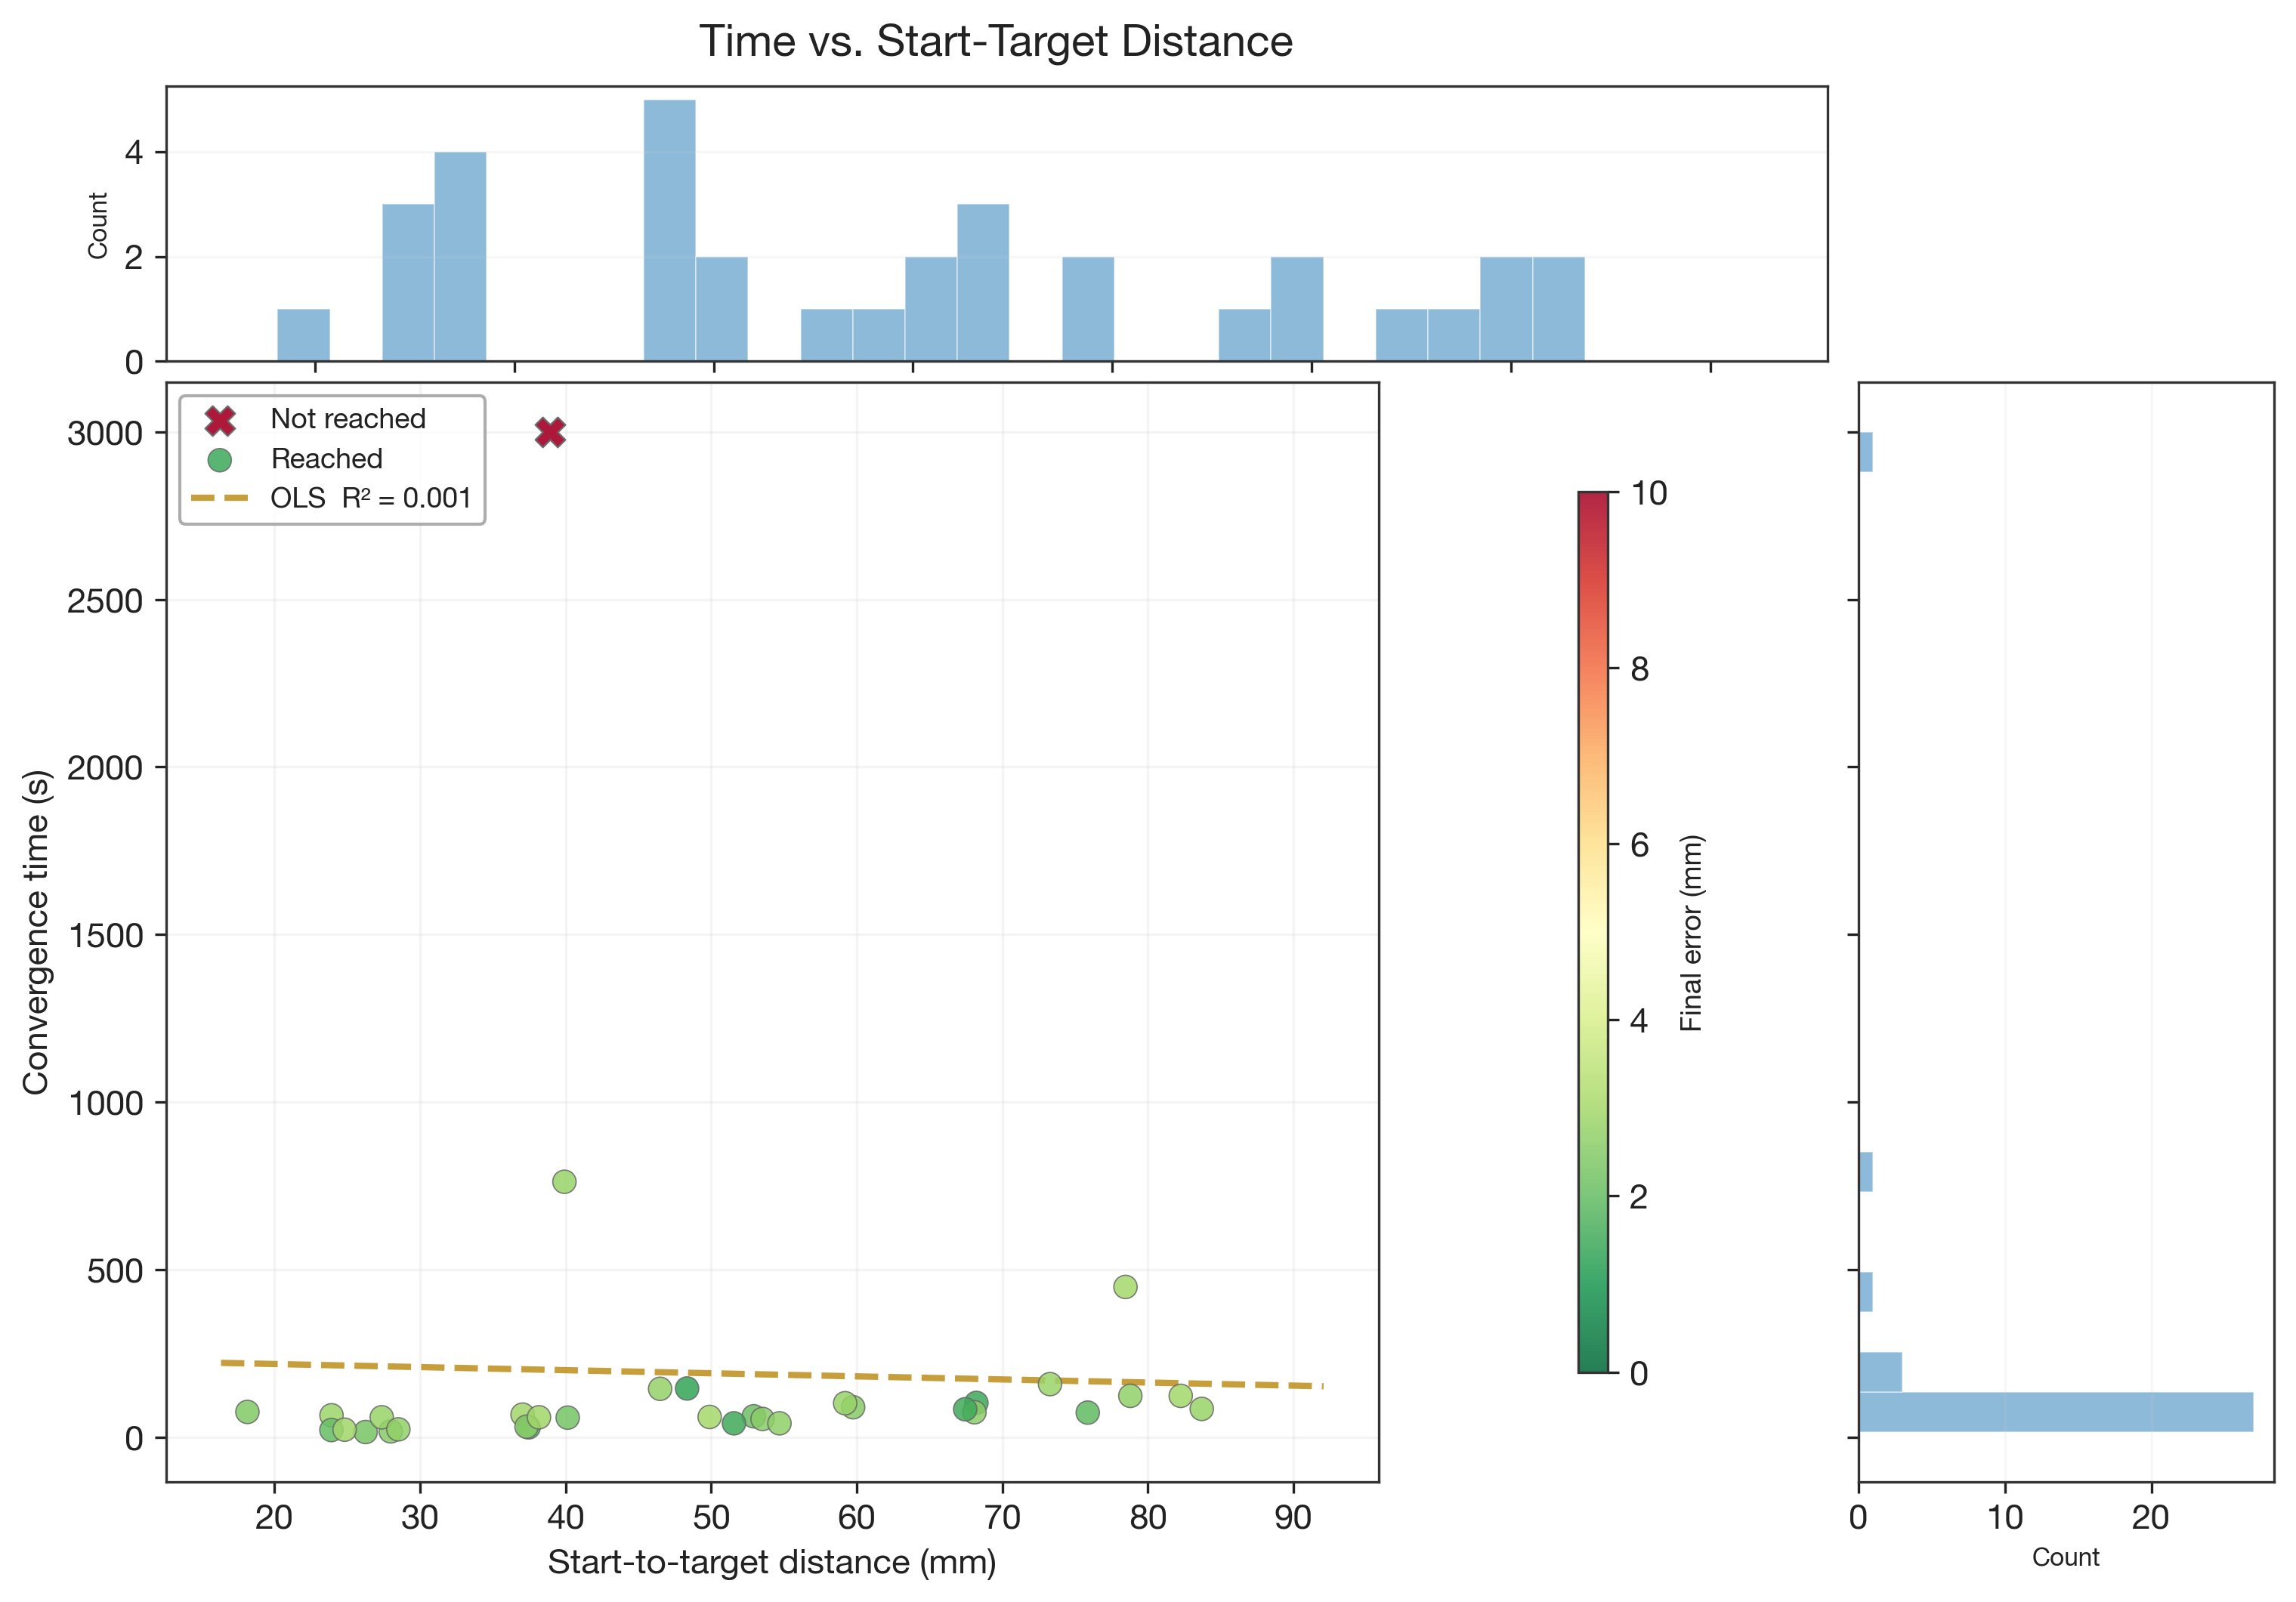 Time vs. Start-Target Distance
4
2
0
Count
Not reached
Reached
OLS R² = 0.001
3000
2500
2000
1500
1000
500
0
Convergence time (s)
20 30 40 50 60 70 80 90
Start-to-target distance (mm)
10
8
6
4
2
0
Final error (mm)
0 10 20
Count